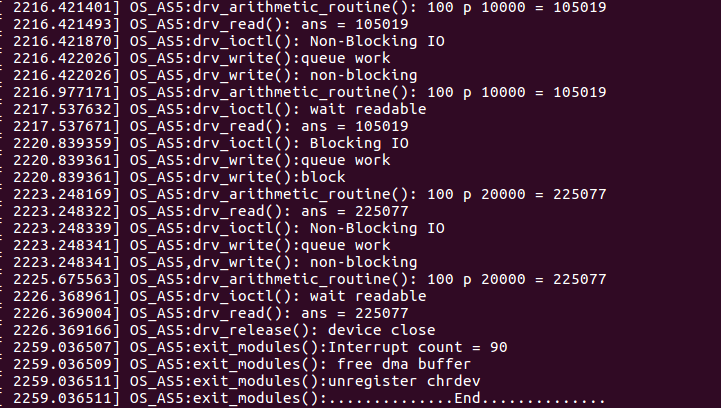 [ 2216.421401] OS_AS5:drv_arithmetic_routine(): 100 p 10000 = 105019
[ 2216.421493] OS_AS5:drv_read(): ans = 105019
[ 2216.421870] OS_AS5:drv_ioctl(): Non-Blocking IO
[ 2216.422026] OS_AS5:drv_write():queue work
[ 2216.422026] OS_AS5,drv_write(): non-blocking
[ 2216.977171] OS_AS5:drv_arithmetic_routine(): 100 p 10000 = 105019
[ 2217.537632] OS_AS5:drv_ioctl(): wait readable
[ 2217.537671] OS_AS5:drv_read(): ans = 105019
[ 2220.839359] OS_AS5:drv_ioctl(): Blocking IO
[ 2220.839361] OS_AS5:drv_write():queue work
[ 2220.839361] OS_AS5:drv_write():block
[ 2223.248169] OS_AS5:drv_arithmetic_routine(): 100 p 20000 = 225077
[ 2223.248322] OS_AS5:drv_read(): ans = 225077
[ 2223.248339] OS_AS5:drv_ioctl(): Non-Blocking IO
[ 2223.248341] OS_AS5:drv_write():queue work
[ 2223.248341] OS_AS5,drv_write(): non-blocking
[ 2225.675563] OS_AS5:drv_arithmetic_routine(): 100 p 20000 = 225077
[ 2226.368961] OS_AS5:drv_ioctl(): wait readable
[ 2226.369004] OS_AS5:drv_read(): ans = 225077
[ 2226.369166] OS_AS5:drv_release(): device close
[ 2259.036507] OS_AS5:exit_modules():Interrupt count = 90
[ 2259.036509] OS_AS5:exit_modules(): free dma buffer
[ 2259.036511] OS_AS5:exit_modules():unregister chrdev
[ 2259.036511] OS_AS5:exit_modules():..............End..............